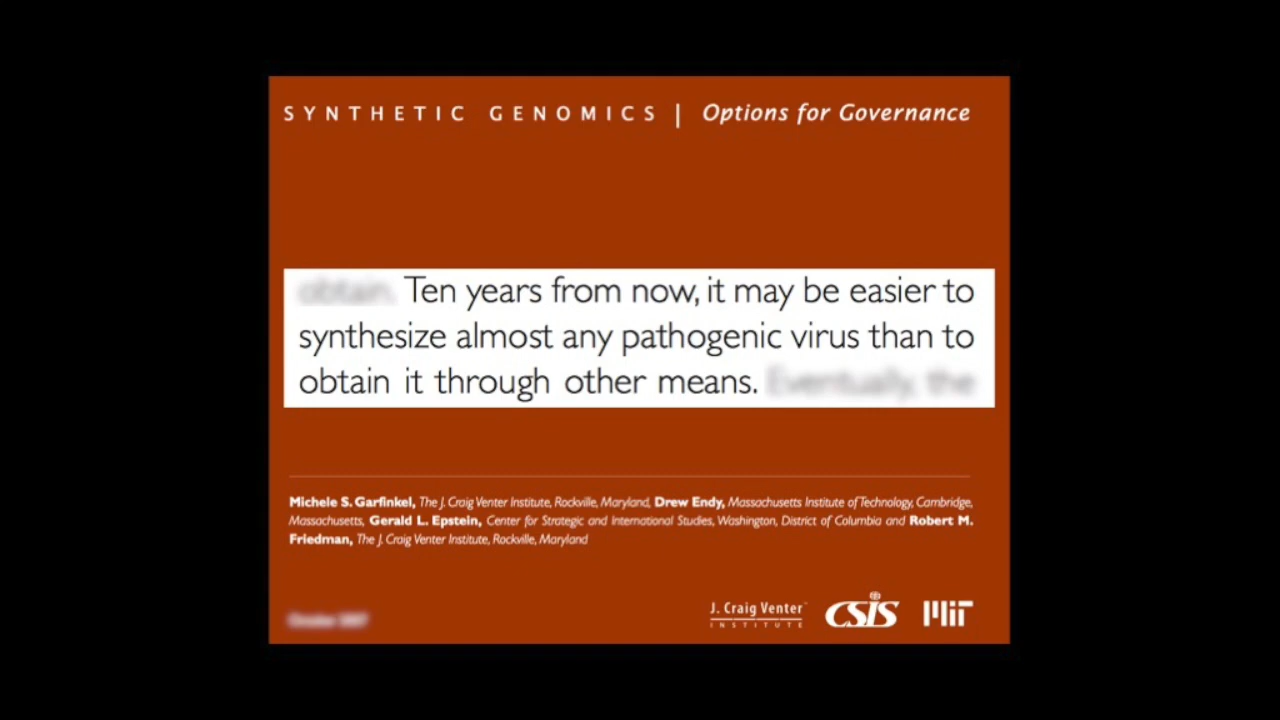 SYNTHETIC GENOMICS | Options for Governance
Ten years from now, it may be easier to
synthesize almost any pathogenic virus than to
obtain it through other means.
Michele S. Garfinkel, The J. Craig Venter Institute, Rockville, Maryland, Drew Endy, Massachusetts Institute of Technology, Cambridge,
Massachusetts, Gerald L. Epstein, Center for Strategic and International Studies, Washington, District of Columbia and Robert M.
Friedman, The J. Craig Venter Institute, Rockville, Maryland
J. Craig Venter
INSTITUTE
CSIS
MIT